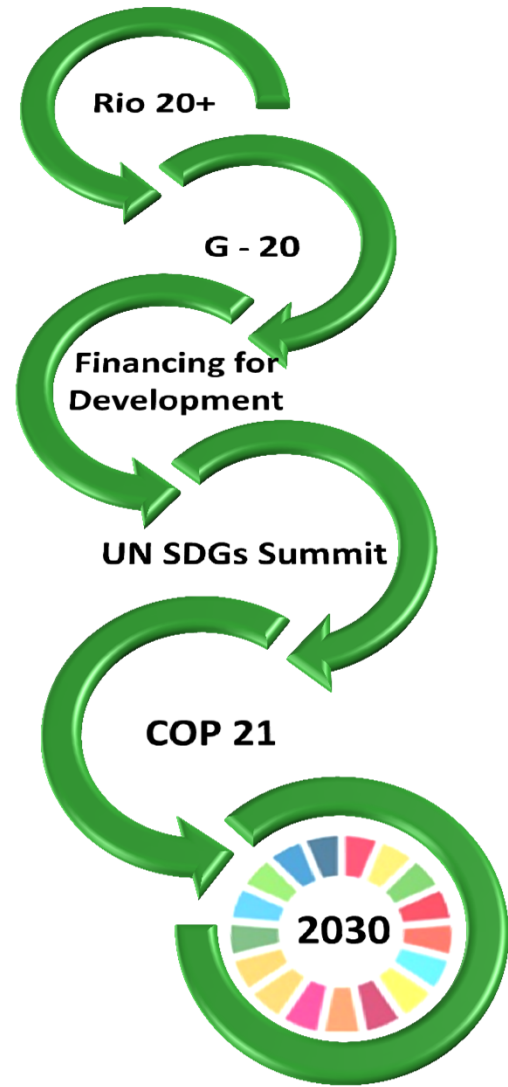 Rio 20+
G - 20
Financing for
Development
UN SDGs Summit
COP 21
2030